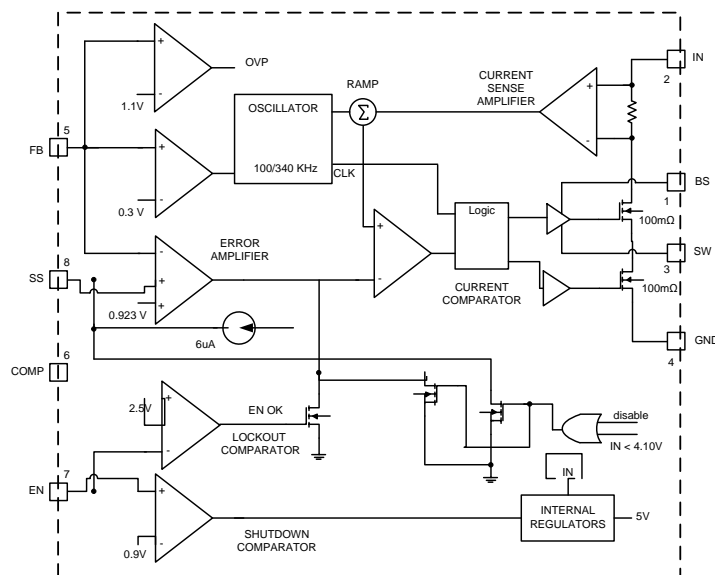 OVP
1.1V
5
FB
OSCILLATOR
100/340 KHz
CLK
RAMP
Σ
CURRENT
SENSE
AMPLIFIER
IN
2
0.3 V
BS
1
100mΩ
Logic
8
SS
ERROR
AMPLIFIER
0.923 V
SW
3
100mΩ
CURRENT
COMPARATOR
6uA
GND
4
6
COMP
2.5V
EN OK
LOCKOUT
COMPARATOR
disable
IN < 4.10V
7
EN
IN
INTERNAL
REGULATORS
5V
0.9V
SHUTDOWN
COMPARATOR
+
-
+
-
+
-
-
+
+
+
-
+
-
+
-